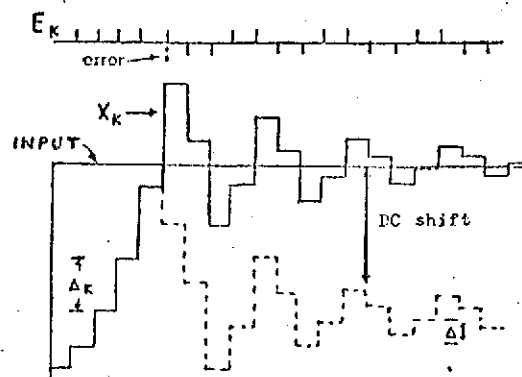 E_K
error
X_K
INPUT
DC shift
Δ_K
Δ